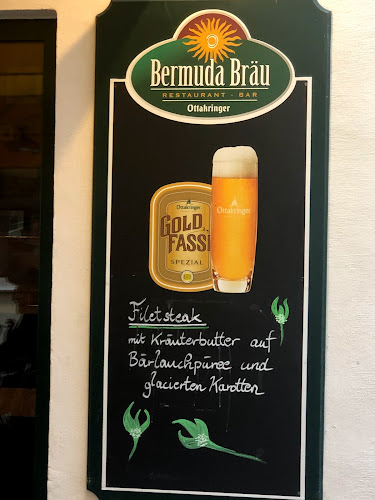 Bermuda Bräu
RESTAURANT - BAR
Ottakringer
Ottakringer
GOLD
FASSL
SPEZIAL
Ottakringer
Filetsteak
mit Kräuterbutter auf
Bärlauchpüree und
glacierten Karotten